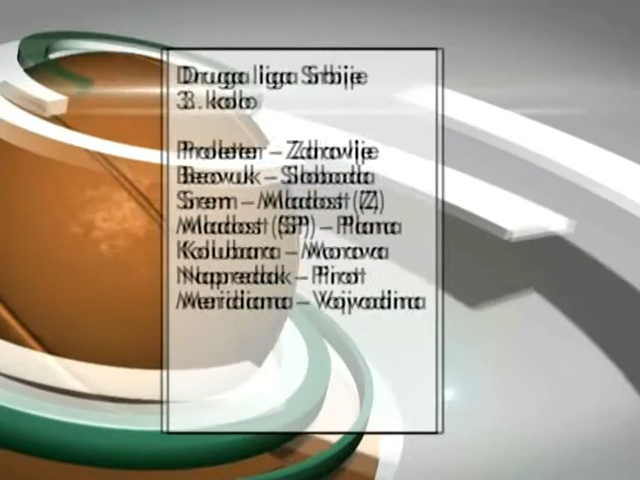 Druga liga Srbije
3. kolo
Proleter – Zdravlje
Beovuk – Sloboda
Srem – Mladost (Z)
Mladost (SP) – Plana
Kolubara – Morava
Napredak – Pirot
Meridiana – Vojvodina